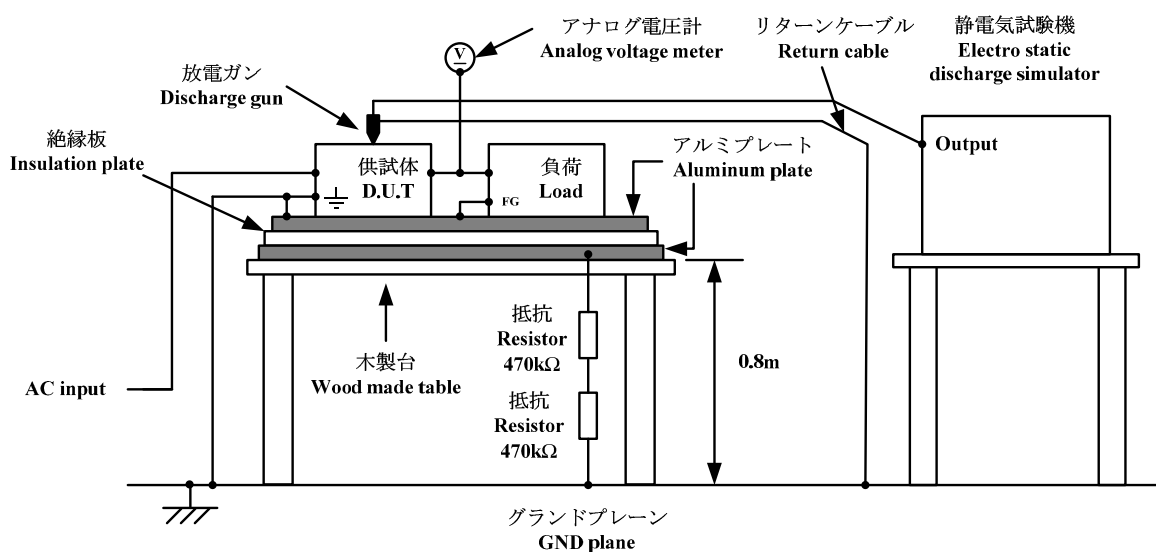 アナログ電圧計
Analog voltage meter
リターンケーブル
Return cable
静電気試験機
Electro static
discharge simulator
放電ガン
Discharge gun
V
絶縁板
Insulation plate
供試体
D.U.T
負荷
Load
FG
アルミプレート
Aluminum plate
Output
抵抗
Resistor
470kΩ
0.8m
木製台
Wood made table
AC input
抵抗
Resistor
470kΩ
グランドプレーン
GND plane